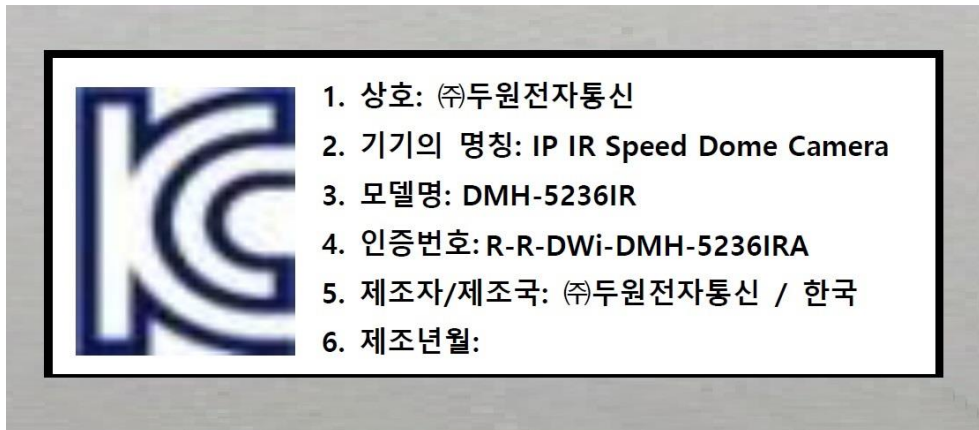 1. 상호: ㈜두원전자통신
2. 기기의 명칭: IP IR Speed Dome Camera
3. 모델명: DMH-5236IR
4. 인증번호: R-R-DWi-DMH-5236IRA
5. 제조자/제조국: ㈜두원전자통신 / 한국
6. 제조년월: